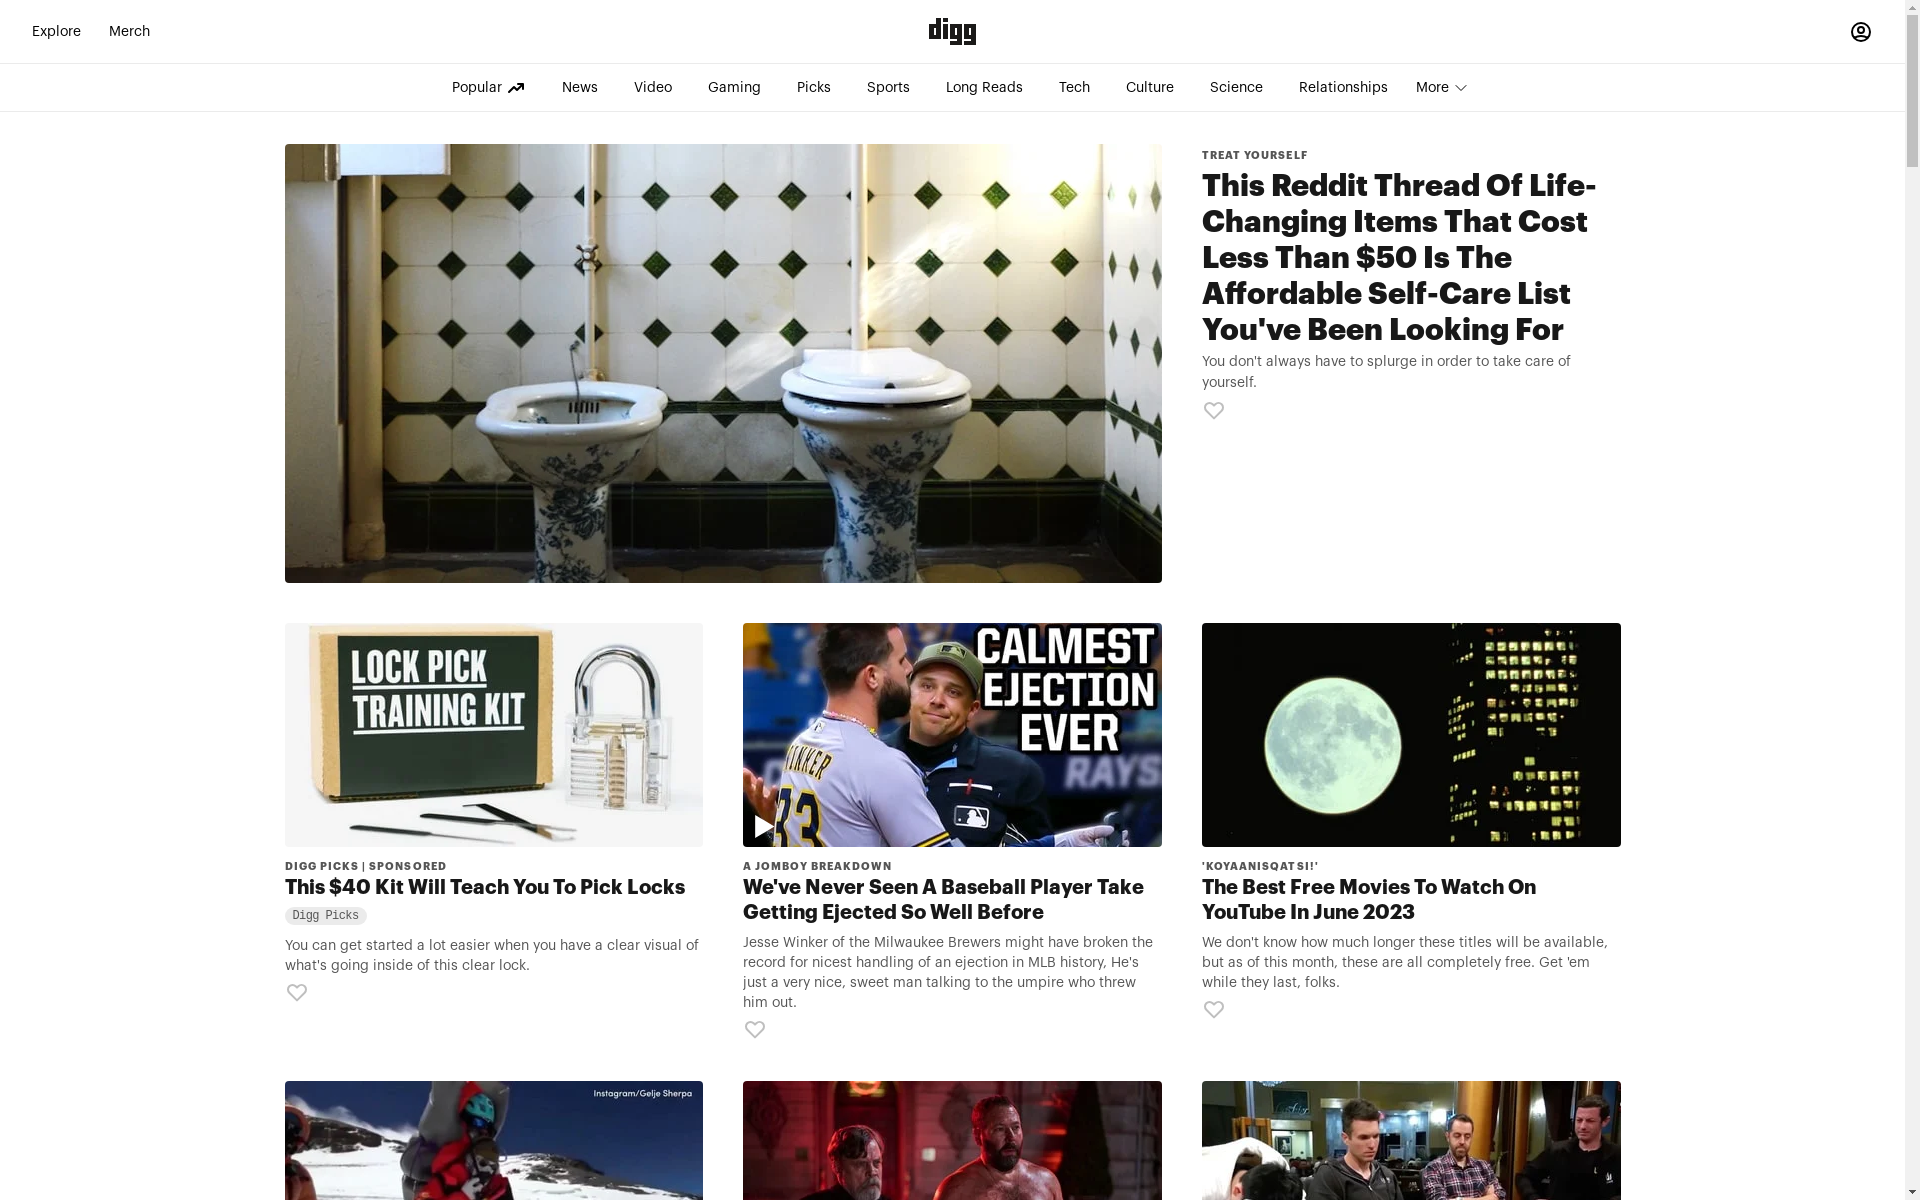 Explore Merch digg
Popular News Video Gaming Picks Sports Long Reads Tech Culture Science Relationships More
TREAT YOURSELF
This Reddit Thread Of Life-
Changing Items That Cost
Less Than $50 Is The
Affordable Self-Care List
You've Been Looking For
You don't always have to splurge in order to take care of
yourself.
LOCK PICK
TRAINING KIT
DIGG PICKS | SPONSORED
This $40 Kit Will Teach You To Pick Locks
Digg Picks
You can get started a lot easier when you have a clear visual of
what's going inside of this clear lock.
CALMEST
EJECTION
EVER
RAYS
33
A JOMBOY BREAKDOWN
We've Never Seen A Baseball Player Take
Getting Ejected So Well Before
Jesse Winker of the Milwaukee Brewers might have broken the
record for nicest handling of an ejection in MLB history, He's
just a very nice, sweet man talking to the umpire who threw
him out.
'KOYAANISQATSI!'
The Best Free Movies To Watch On
YouTube In June 2023
We don't know how much longer these titles will be available,
but as of this month, these are all completely free. Get 'em
while they last, folks.
Instagram/Gelje Sherpa